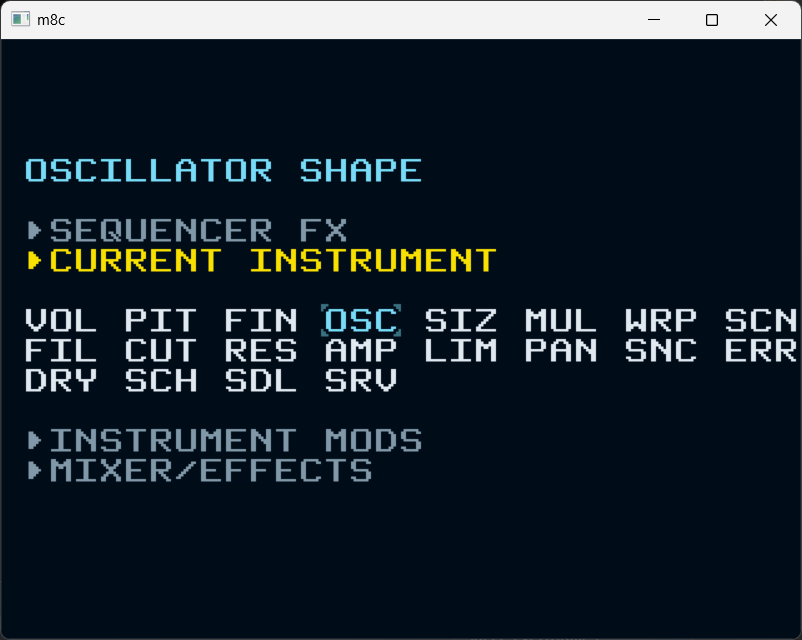 m8c
OSCILLATOR SHAPE
SEQUENCER FX
CURRENT INSTRUMENT
VOL PIT FIN OSC SIZ MUL WRP SCN
FIL CUT RES AMP LIM PAN SNC ERR
DRY SCH SDL SRV
INSTRUMENT MODS
MIXER/EFFECTS